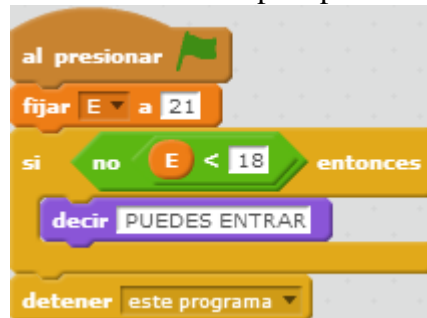 al presionar
fijar E a 21
si no E < 18 entonces
decir PUEDES ENTRAR
detener este programa